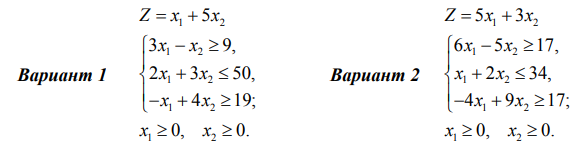 Z = x₁ + 5x₂
Вариант 1
3x₁ − x₂ ≥ 9,
2x₁ + 3x₂ ≤ 50,
−x₁ + 4x₂ ≥ 19;
x₁ ≥ 0, x₂ ≥ 0.
Z = 5x₁ + 3x₂
Вариант 2
6x₁ − 5x₂ ≥ 17,
x₁ + 2x₂ ≤ 34,
−4x₁ + 9x₂ ≥ 17;
x₁ ≥ 0, x₂ ≥ 0.